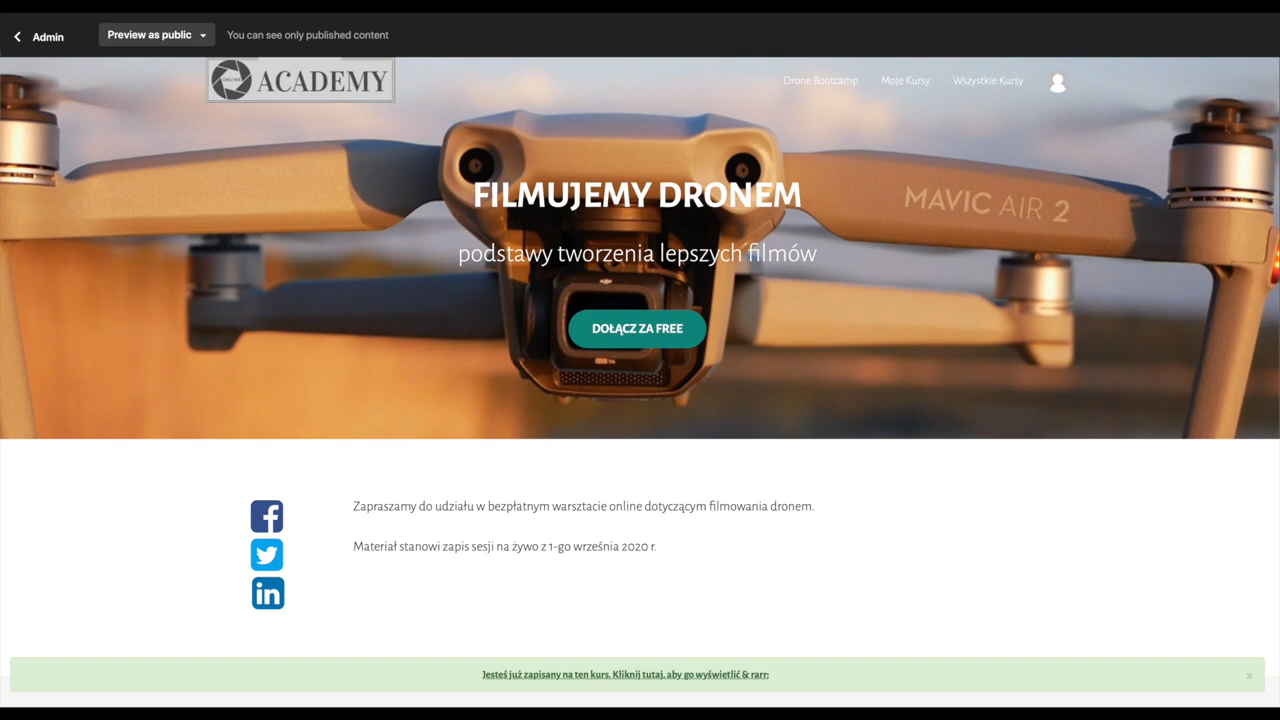 Admin
Preview as public
You can see only published content
ONLINE
ACADEMY
Drone Bootcamp
Moje Kursy
Wszystkie Kursy
FILMUJEMY DRONEM
MAVIC AIR 2
podstawy tworzenia lepszych filmów
dji
DOŁĄCZ ZA FREE
Zapraszamy do udziału w bezpłatnym warsztacie online dotyczącym filmowania dronem.
Materiał stanowi zapis sesji na żywo z 1-go września 2020 r.
in
Jesteś już zapisany na ten kurs. Kliknij tutaj, aby go wyświetlić & rarr;
×